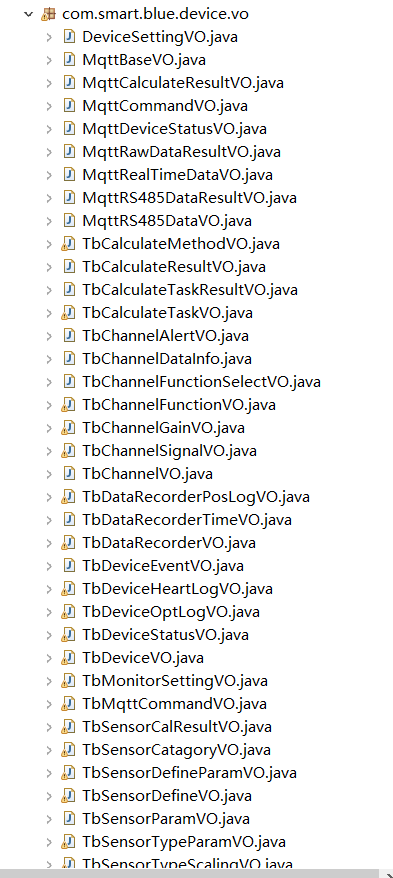 com.smart.blue.device.vo
DeviceSettingVO.java
MqttBaseVO.java
MqttCalculateResultVO.java
MqttCommandVO.java
MqttDeviceStatusVO.java
MqttRawDataResultVO.java
MqttRealTimeDataVO.java
MqttRS485DataResultVO.java
MqttRS485DataVO.java
TbCalculateMethodVO.java
TbCalculateResultVO.java
TbCalculateTaskResultVO.java
TbCalculateTaskVO.java
TbChannelAlertVO.java
TbChannelDataInfo.java
TbChannelFunctionSelectVO.java
TbChannelFunctionVO.java
TbChannelGainVO.java
TbChannelSignalVO.java
TbChannelVO.java
TbDataRecorderPosLogVO.java
TbDataRecorderTimeVO.java
TbDataRecorderVO.java
TbDeviceEventVO.java
TbDeviceHeartLogVO.java
TbDeviceOptLogVO.java
TbDeviceStatusVO.java
TbDeviceVO.java
TbMonitorSettingVO.java
TbMqttCommandVO.java
TbSensorCalResultVO.java
TbSensorCatagoryVO.java
TbSensorDefineParamVO.java
TbSensorDefineVO.java
TbSensorParamVO.java
TbSensorTypeParamVO.java
TbSensorTypeScalingVO.java